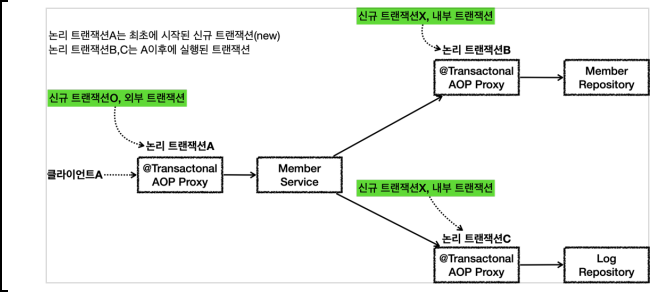 신규 트랜잭션X, 내부 트랜잭션
논리 트랜잭션A는 최초에 시작된 신규 트랜잭션(new)
논리 트랜잭션B,C는 A이후에 실행된 트랜잭션
논리 트랜잭션B
@Transactonal
AOP Proxy
Member
Repository
신규 트랜잭션O, 외부 트랜잭션
논리 트랜잭션A
클라이언트A
@Transactonal
AOP Proxy
Member
Service
신규 트랜잭션X, 내부 트랜잭션
논리 트랜잭션C
@Transactonal
AOP Proxy
Log
Repository